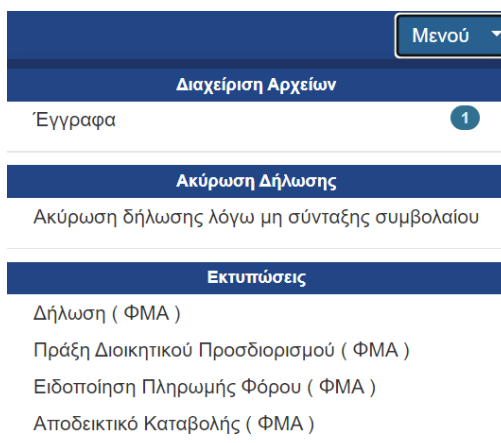 Μενού
Διαχείριση Αρχείων
Έγγραφα 1
Ακύρωση Δήλωσης
Ακύρωση δήλωσης λόγω μη σύνταξης συμβολαίου
Εκτυπώσεις
Δήλωση ( ΦΜΑ )
Πράξη Διοικητικού Προσδιορισμού ( ΦΜΑ )
Ειδοποίηση Πληρωμής Φόρου ( ΦΜΑ )
Αποδεικτικό Καταβολής ( ΦΜΑ )